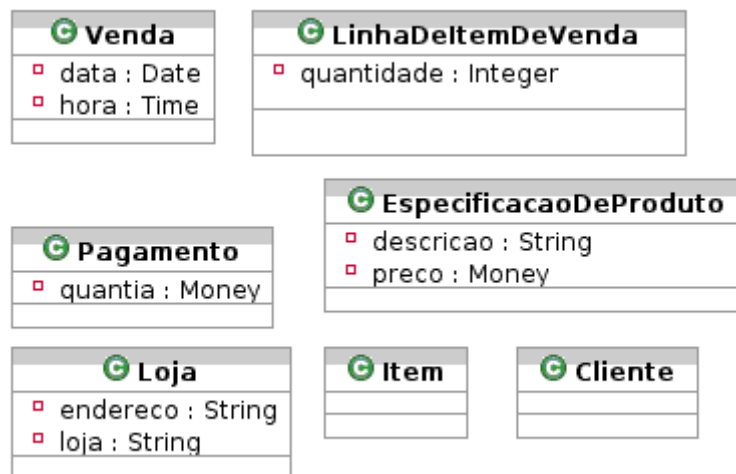 C Venda
data : Date
hora : Time
C LinhaDeItemDeVenda
quantidade : Integer
C Pagamento
quantia : Money
C EspecificacaoDeProduto
descricao : String
preco : Money
C Loja
endereco : String
loja : String
C Item
C Cliente